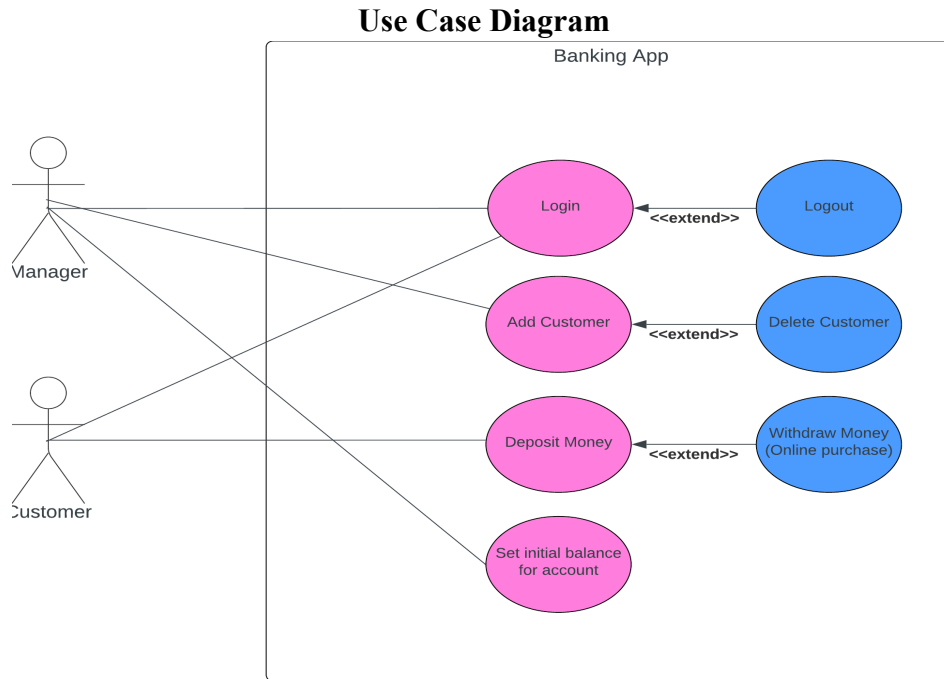 Use Case Diagram
Banking App
Login
<<extend>>
Logout
Manager
Add Customer
<<extend>>
Delete Customer
Deposit Money
<<extend>>
Withdraw Money
(Online purchase)
Customer
Set initial balance
for account